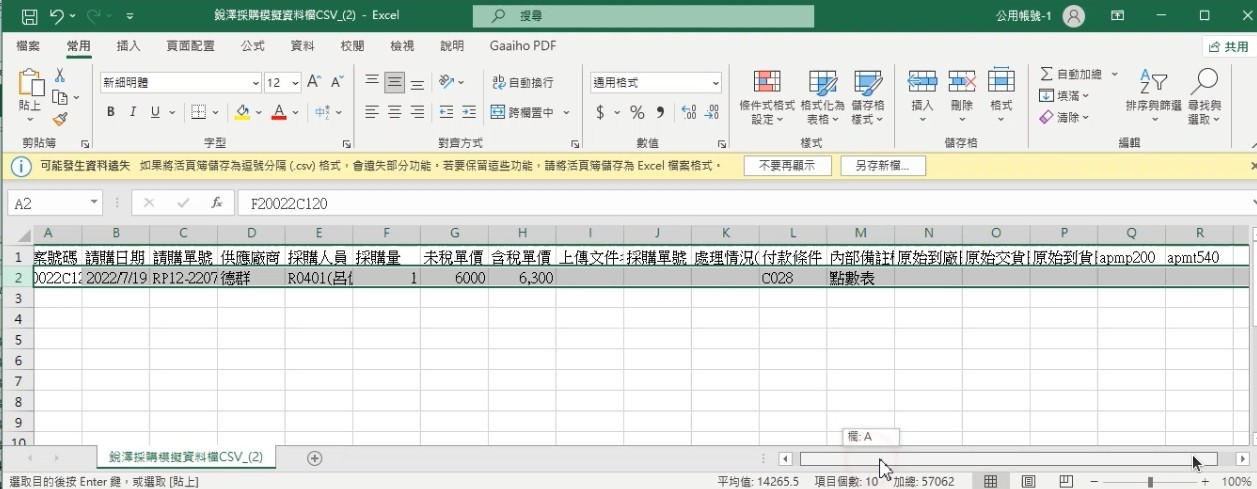 銳澤採購模擬資料檔CSV_(2) - Excel
搜尋
公用帳號-1
檔案 常用 插入 頁面配置 公式 資料 校閱 檢視 說明 Gaaiho PDF 共用
新細明體 12 A A 自動換行 通用格式 自動加總
貼上 條件式格式設定 格式化為表格 儲存格樣式 插入 刪除 格式 填滿 排序與篩選 尋找與選取
B I U A 中 跨欄置中 $ % 清除
剪貼簿 字型 對齊方式 數值 樣式 儲存格 編輯
可能發生資料遺失 如果將活頁簿儲存為逗號分隔 (.csv) 格式，會遺失部分功能。若要保留這些功能，請將活頁簿儲存為 Excel 檔案格式。 不要再顯示 另存新檔...
A2 fx F20022C120
A B C D E F G H I J K L M N O P Q R
1 客號碼 請購日期 請購單號 供應廠商 採購人員 採購量 未稅單價 含稅單價 上傳文件 採購單號 處理情況( 付款條件 內部備註 原始到廠 原始交貨 原始到貨 apmp200 apmt540
2 0022C12 2022/7/19 RP12-2207 德群 R0401(呂 1 6000 6,300 C028 點數表
3
4
5
6
7
8
9
10
欄: A
銳澤採購模擬資料檔CSV_(2)
選取目的後按 Enter 鍵，或選取 [貼上] 平均值: 14265.5 項目個數: 10 加總: 57062 100%